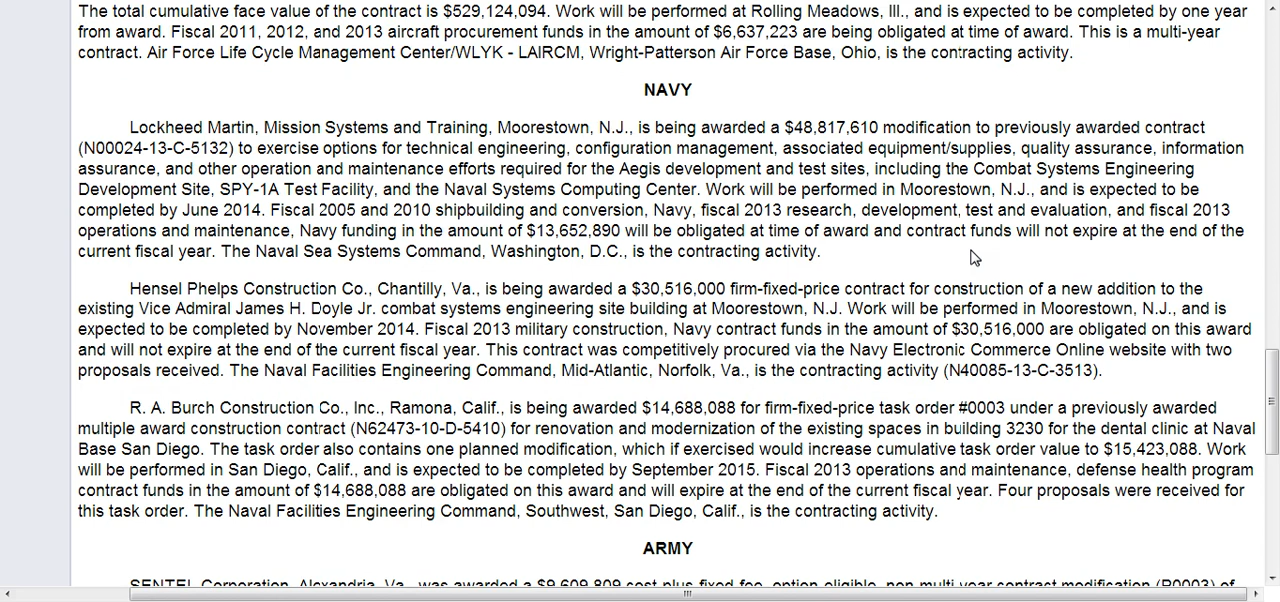 The total cumulative face value of the contract is $529,124,094. Work will be performed at Rolling Meadows, Ill., and is expected to be completed by one year
from award. Fiscal 2011, 2012, and 2013 aircraft procurement funds in the amount of $6,637,223 are being obligated at time of award. This is a multi-year
contract. Air Force Life Cycle Management Center/WLYK - LAIRCM, Wright-Patterson Air Force Base, Ohio, is the contracting activity.
NAVY
Lockheed Martin, Mission Systems and Training, Moorestown, N.J., is being awarded a $48,817,610 modification to previously awarded contract
(N00024-13-C-5132) to exercise options for technical engineering, configuration management, associated equipment/supplies, quality assurance, information
assurance, and other operation and maintenance efforts required for the Aegis development and test sites, including the Combat Systems Engineering
Development Site, SPY-1A Test Facility, and the Naval Systems Computing Center. Work will be performed in Moorestown, N.J., and is expected to be
completed by June 2014. Fiscal 2005 and 2010 shipbuilding and conversion, Navy, fiscal 2013 research, development, test and evaluation, and fiscal 2013
operations and maintenance, Navy funding in the amount of $13,652,890 will be obligated at time of award and contract funds will not expire at the end of the
current fiscal year. The Naval Sea Systems Command, Washington, D.C., is the contracting activity.
Hensel Phelps Construction Co., Chantilly, Va., is being awarded a $30,516,000 firm-fixed-price contract for construction of a new addition to the
existing Vice Admiral James H. Doyle Jr. combat systems engineering site building at Moorestown, N.J. Work will be performed in Moorestown, N.J., and is
expected to be completed by November 2014. Fiscal 2013 military construction, Navy contract funds in the amount of $30,516,000 are obligated on this award
and will not expire at the end of the current fiscal year. This contract was competitively procured via the Navy Electronic Commerce Online website with two
proposals received. The Naval Facilities Engineering Command, Mid-Atlantic, Norfolk, Va., is the contracting activity (N40085-13-C-3513).
R. A. Burch Construction Co., Inc., Ramona, Calif., is being awarded $14,688,088 for firm-fixed-price task order #0003 under a previously awarded
multiple award construction contract (N62473-10-D-5410) for renovation and modernization of the existing spaces in building 3230 for the dental clinic at Naval
Base San Diego. The task order also contains one planned modification, which if exercised would increase cumulative task order value to $15,423,088. Work
will be performed in San Diego, Calif., and is expected to be completed by September 2015. Fiscal 2013 operations and maintenance, defense health program
contract funds in the amount of $14,688,088 are obligated on this award and will expire at the end of the current fiscal year. Four proposals were received for
this task order. The Naval Facilities Engineering Command, Southwest, San Diego, Calif., is the contracting activity.
ARMY
SENTEL Corporation, Alexandria, Va., was awarded a $9,609,809 cost-plus-fixed-fee, option-eligible, non-multi-year contract modification (P0003) of